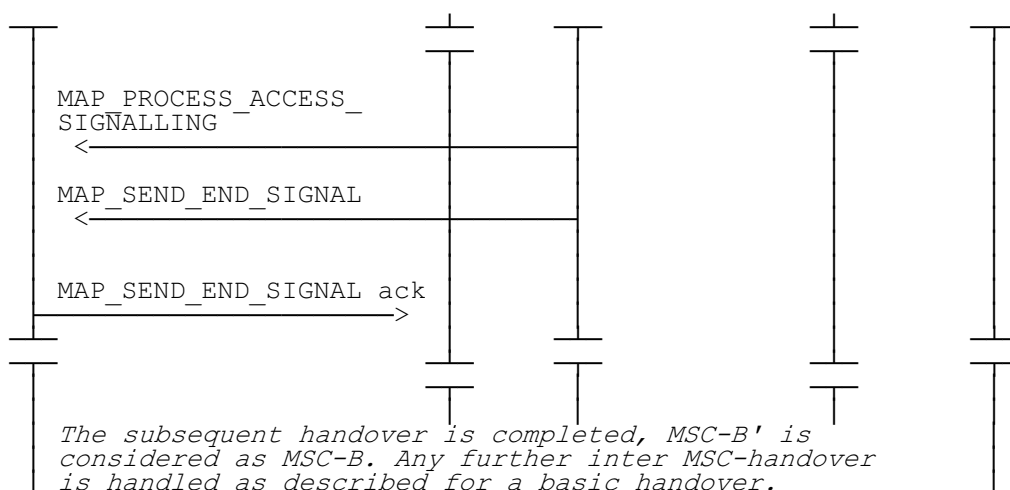 MAP_PROCESS_ACCESS_
SIGNALLING
MAP_SEND_END_SIGNAL
MAP_SEND_END_SIGNAL ack
The subsequent handover is completed, MSC-B' is
considered as MSC-B. Any further inter MSC-handover
is handled as described for a basic handover.